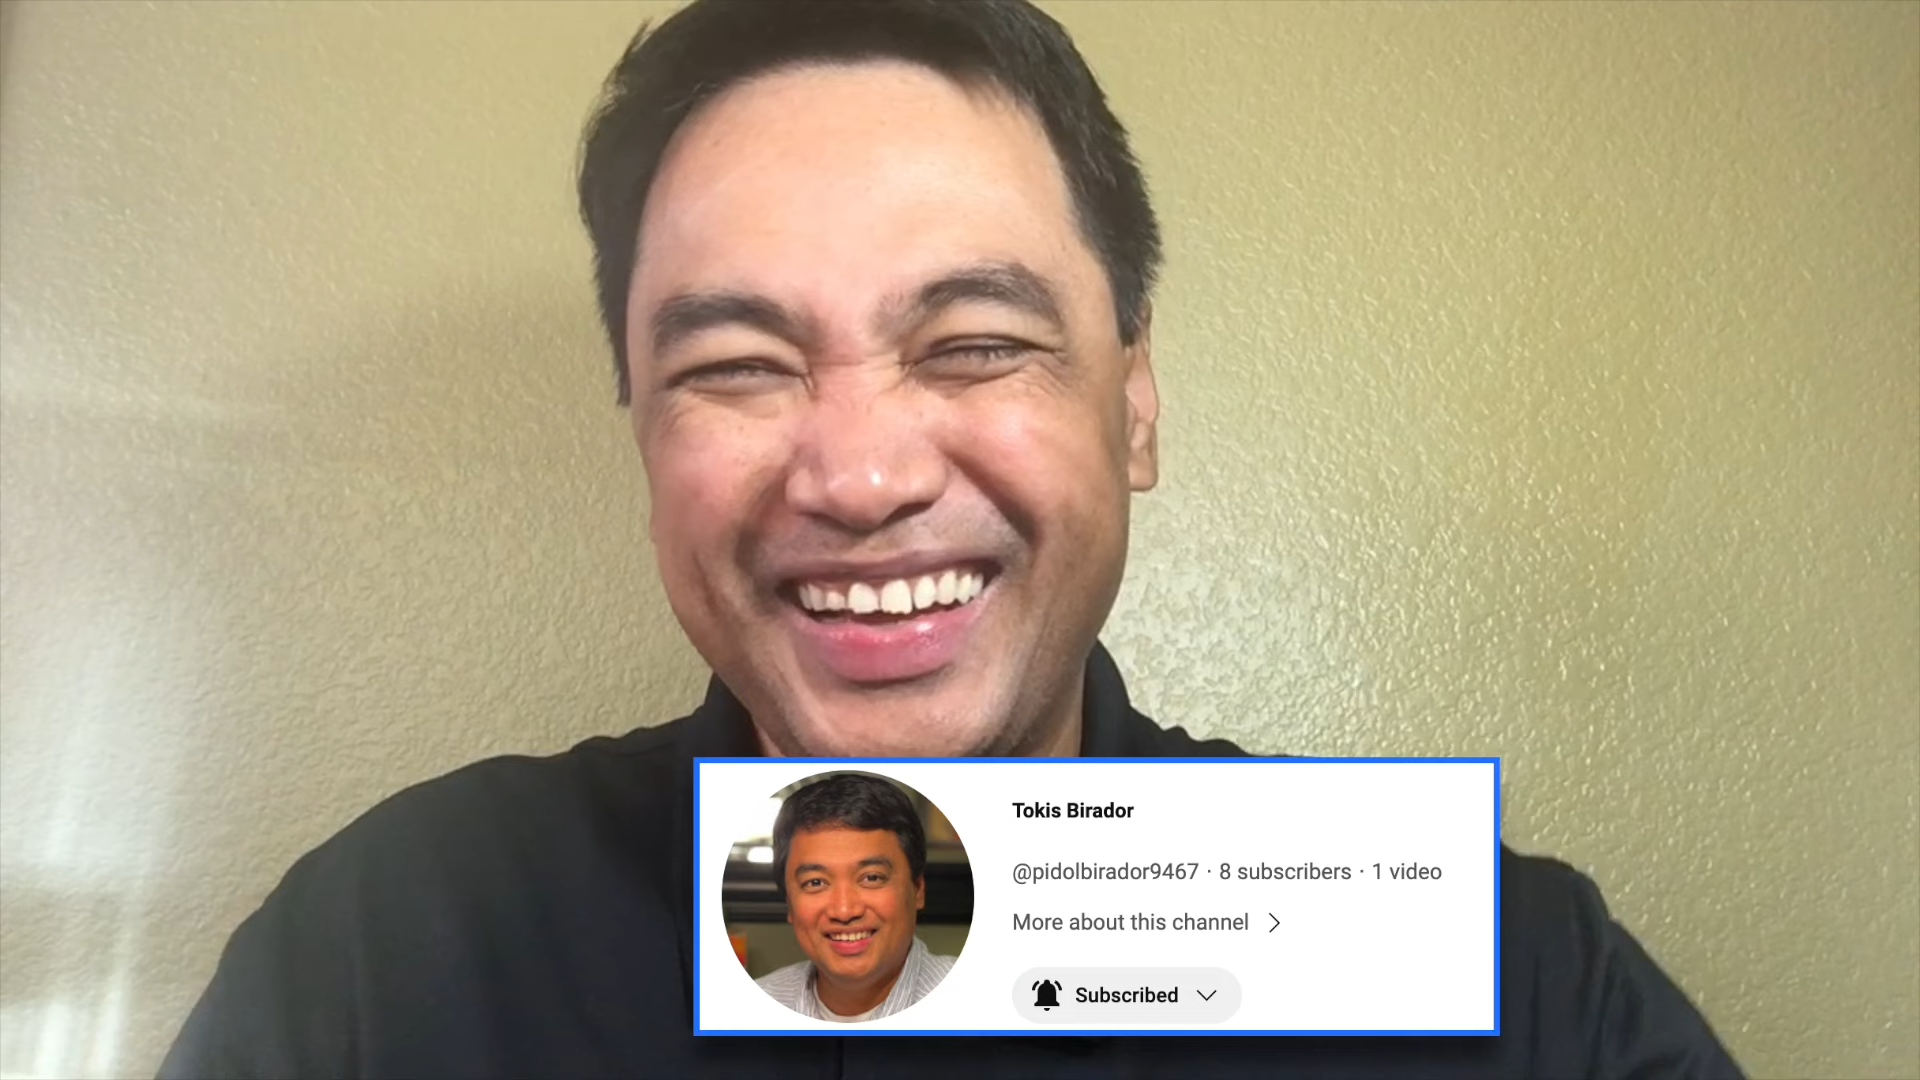 Tokis Birador
@pidolbirador9467 · 8 subscribers · 1 video
More about this channel
Subscribed